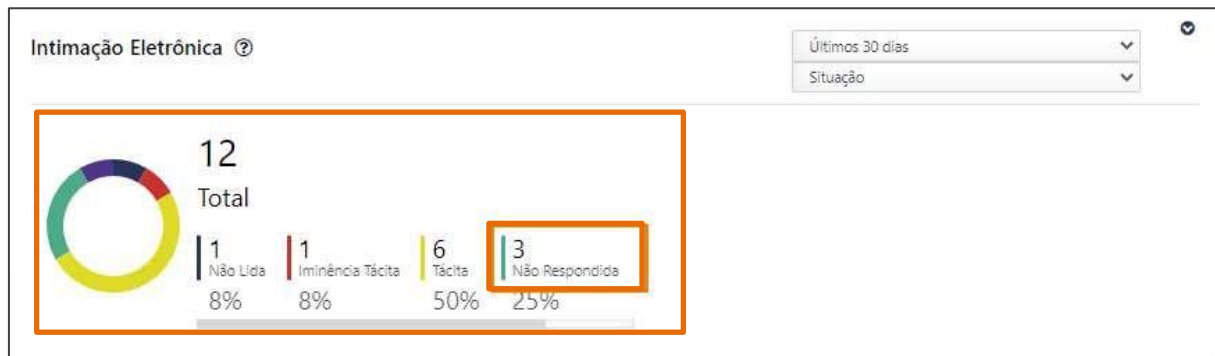 Intimação Eletrônica ?
Últimos 30 dias
Situação
12
Total
1 1 6 3
Não Lida Iminência Tácita Tácita Não Respondida
8% 8% 50% 25%